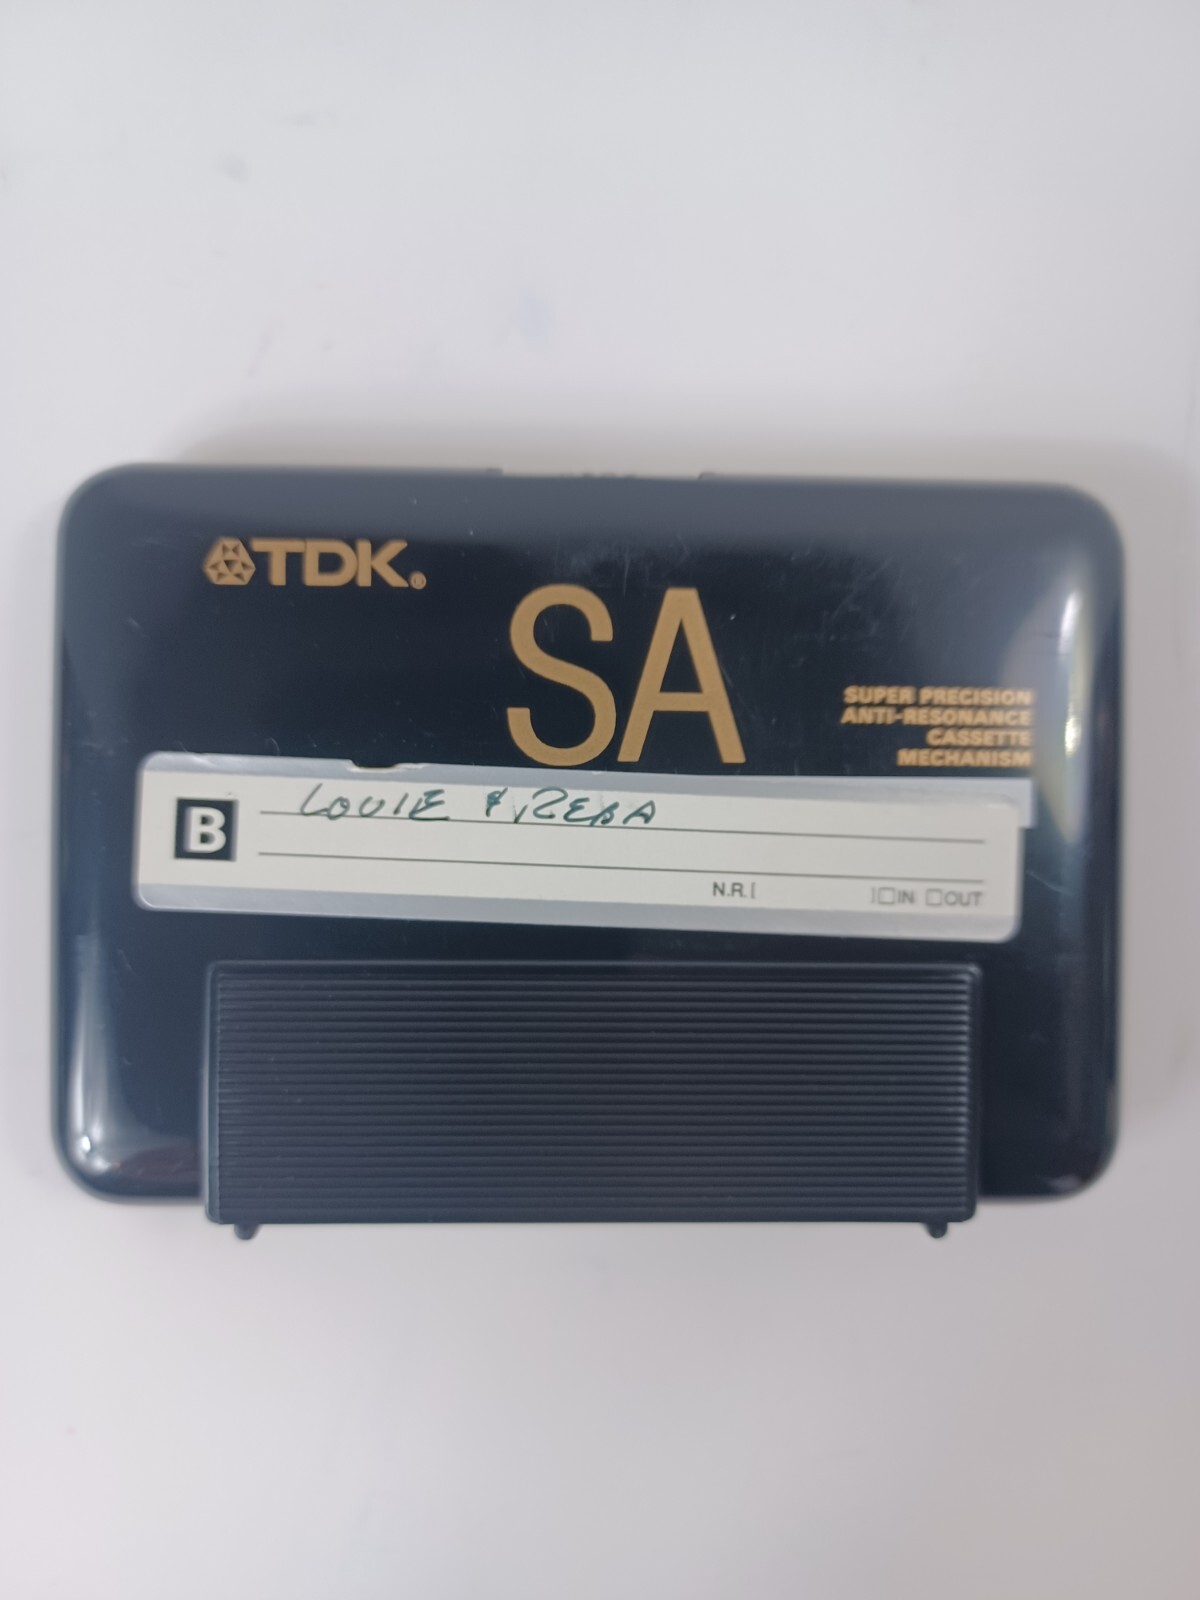 TDK®
SA
SUPER PRECISION
ANTI-RESONANCE
CASSETTE
MECHANISM
B
LOUIE & REBA
N.R.[ ]☐IN ☐OUT